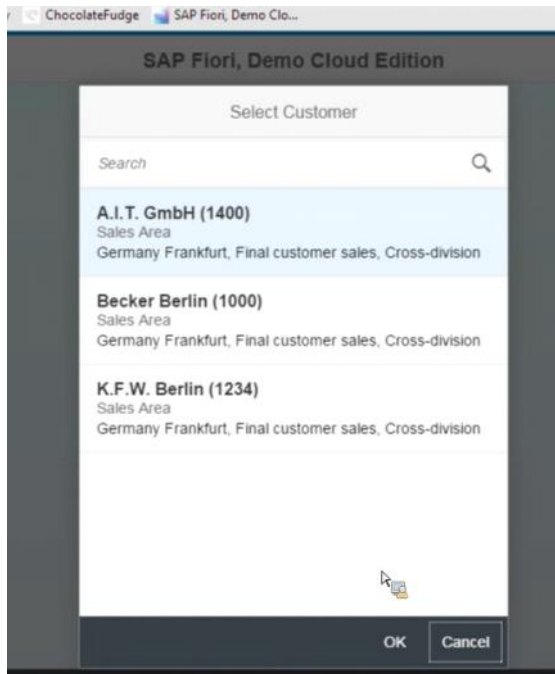 ChocolateFudge SAP Fiori, Demo Clo...
SAP Fiori, Demo Cloud Edition
Select Customer
Search
A.I.T. GmbH (1400)
Sales Area
Germany Frankfurt, Final customer sales, Cross-division
Becker Berlin (1000)
Sales Area
Germany Frankfurt, Final customer sales, Cross-division
K.F.W. Berlin (1234)
Sales Area
Germany Frankfurt, Final customer sales, Cross-division
OK Cancel